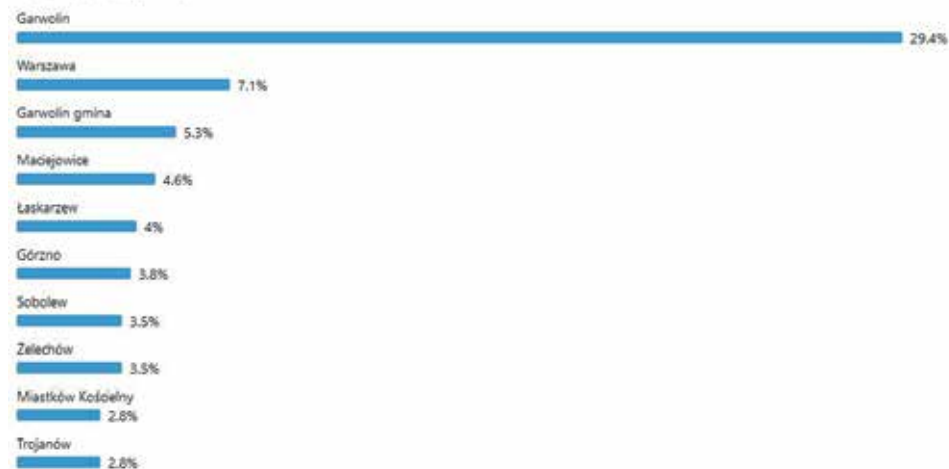 Garwolin
29.4%
Warszawa
7.1%
Garwolin gmina
5.3%
Maciejowice
4.6%
Łaskarzew
4%
Górzno
3.8%
Sobolew
3.5%
Żelechów
3.5%
Miastków Kościelny
2.8%
Trojanów
2.8%